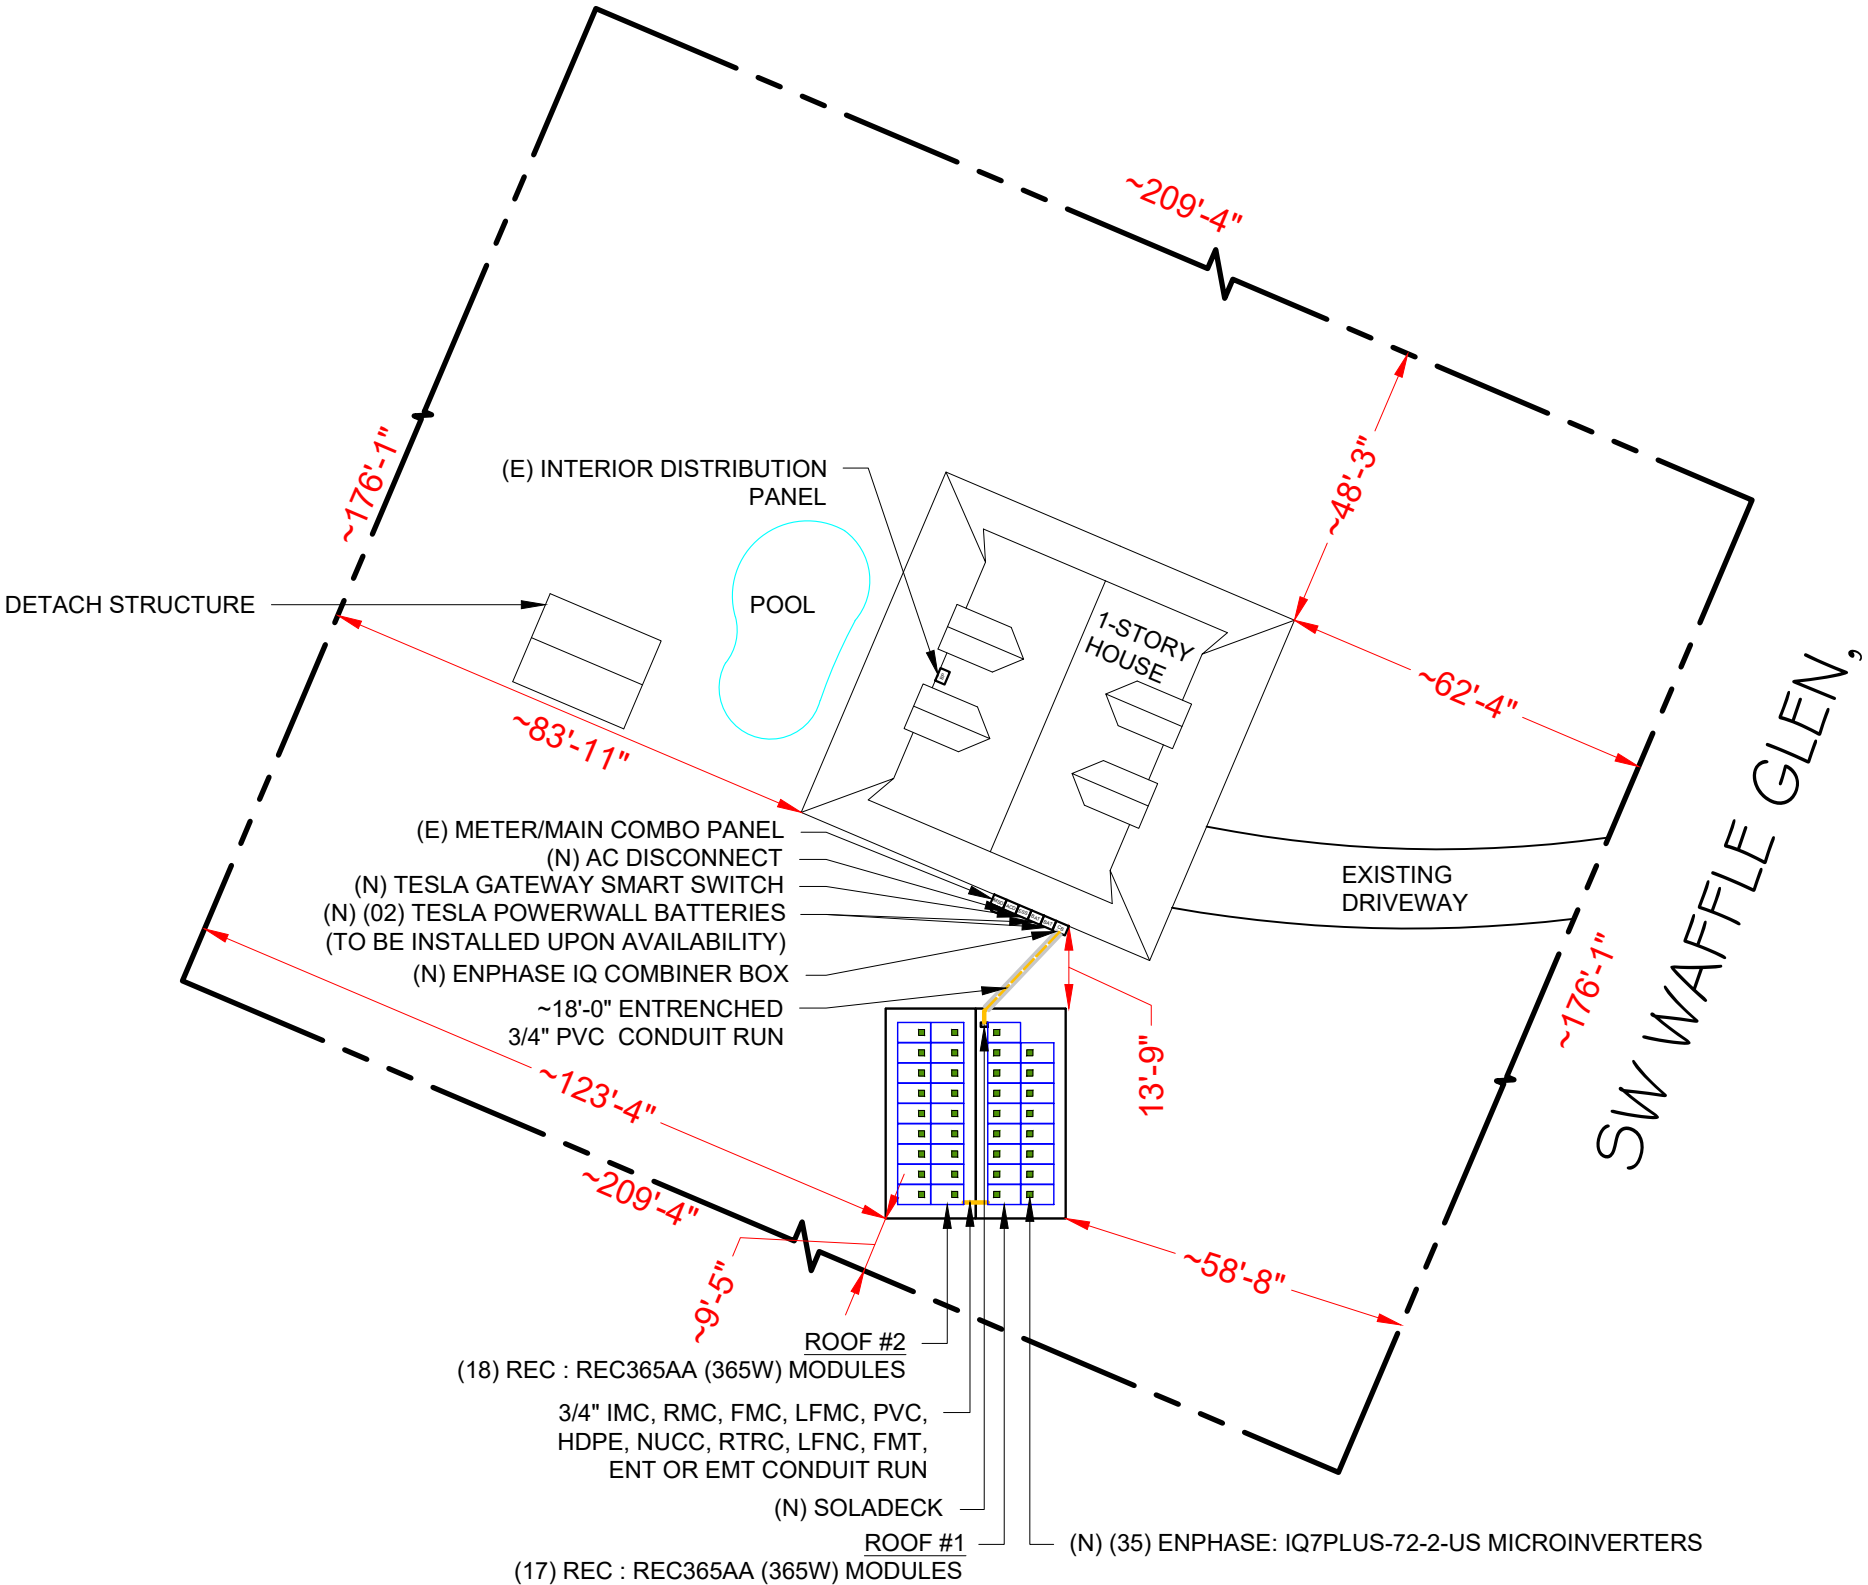 ~209'-4"
~48'-3"
~176'-1"
(E) INTERIOR DISTRIBUTION
PANEL
DETACH STRUCTURE
POOL
1-STORY
HOUSE
~62'-4"
~83'-11"
SW WAFFLE GLEN,
(E) METER/MAIN COMBO PANEL
(N) AC DISCONNECT
(N) TESLA GATEWAY SMART SWITCH
(N) (02) TESLA POWERWALL BATTERIES
(TO BE INSTALLED UPON AVAILABILITY)
(N) ENPHASE IQ COMBINER BOX
~18'-0" ENTRENCHED
3/4" PVC CONDUIT RUN
EXISTING
DRIVEWAY
~176'-1"
13'-9"
~123'-4"
~209'-4"
~9'-5"
~58'-8"
ROOF #2
(18) REC : REC365AA (365W) MODULES
3/4" IMC, RMC, FMC, LFMC, PVC,
HDPE, NUCC, RTRC, LFNC, FMT,
ENT OR EMT CONDUIT RUN
(N) SOLADECK
ROOF #1
(17) REC : REC365AA (365W) MODULES
(N) (35) ENPHASE: IQ7PLUS-72-2-US MICROINVERTERS